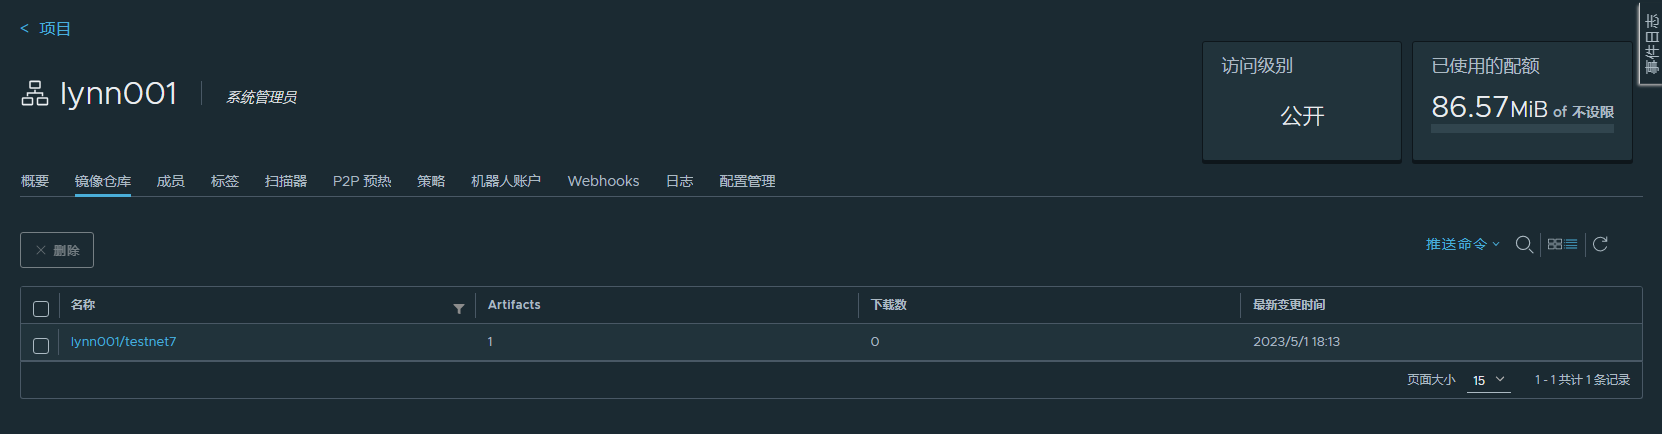 < 项目
lynn001 系统管理员
访问级别
公开
已使用的配额
86.57MiB of 不设限
事件日志
概要 镜像仓库 成员 标签 扫描器 P2P 预热 策略 机器人账户 Webhooks 日志 配置管理
× 删除
推送命令
名称 Artifacts 下载数 最新变更时间
lynn001/testnet7 1 0 2023/5/1 18:13
页面大小 15 1 - 1 共计 1 条记录